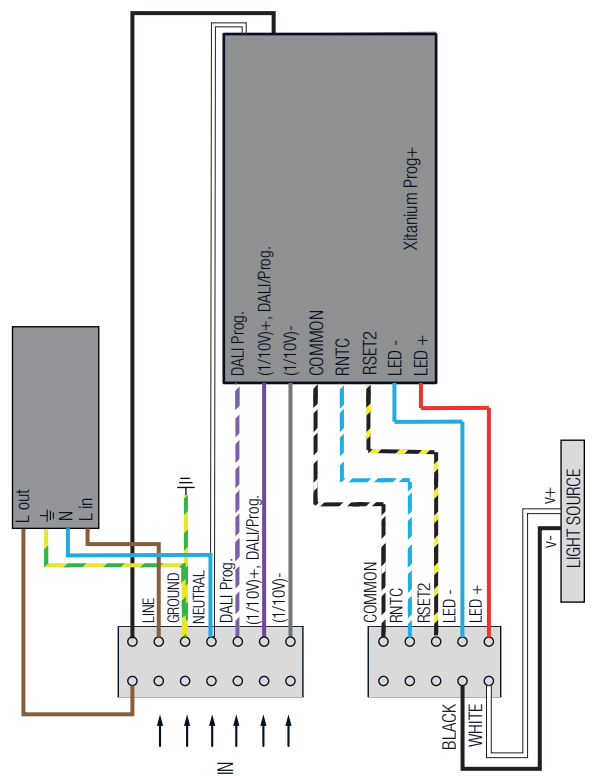 Xitanium Prog+
DALI Prog.
(1/10V)+, DALI/Prog.
(1/10V)-
COMMON
RNTC
RSET2
LED -
LED +
L out
N
L in
LINE
GROUND
NEUTRAL
DALI Prog.
(1/10V)+, DALI/Prog.
(1/10V)-
IN
COMMON
RNTC
RSET2
LED -
LED +
BLACK
WHITE
V-
V+
LIGHT SOURCE